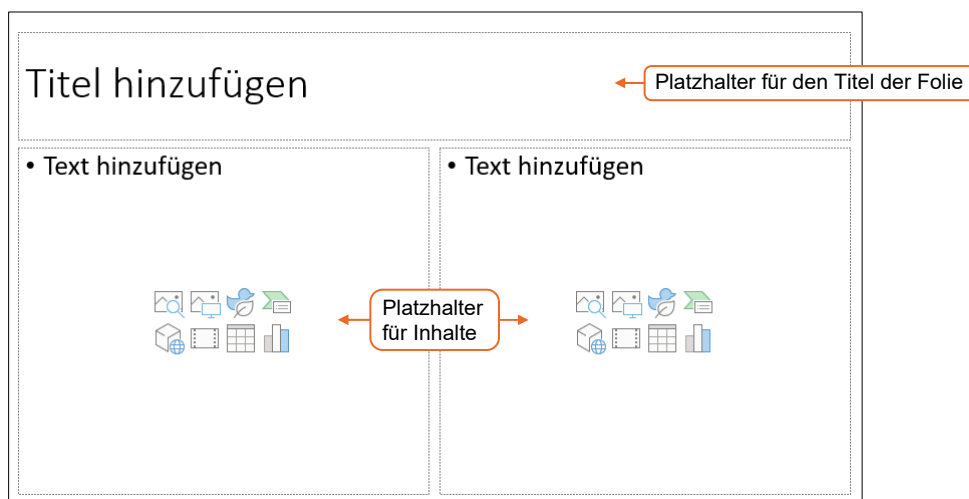 Titel hinzufügen
Platzhalter für den Titel der Folie
• Text hinzufügen
• Text hinzufügen
Platzhalter
für Inhalte